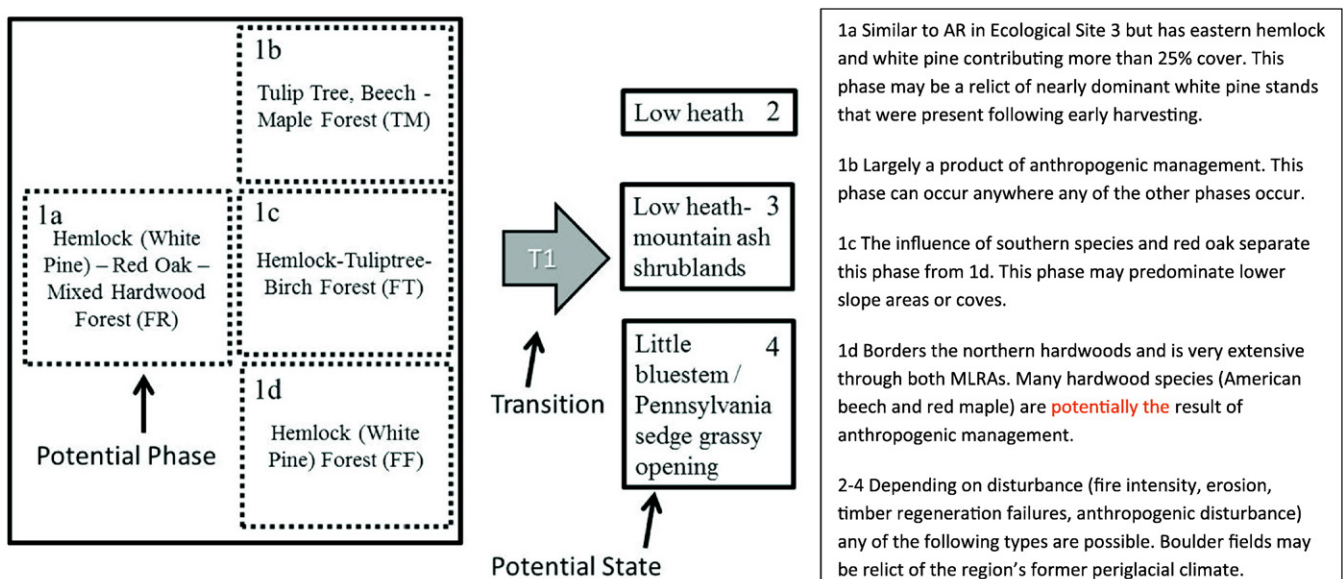 1b
Tulip Tree, Beech -
Maple Forest (TM)
1a
Hemlock (White
Pine) – Red Oak –
Mixed Hardwood
Forest (FR)
1c
Hemlock-Tuliptree-
Birch Forest (FT)
1d
Hemlock (White
Pine) Forest (FF)
Potential Phase
T1
Transition
Low heath 2
Low heath- 3
mountain ash
shrublands
Little 4
bluestem /
Pennsylvania
sedge grassy
opening
Potential State
1a Similar to AR in Ecological Site 3 but has eastern hemlock
and white pine contributing more than 25% cover. This
phase may be a relict of nearly dominant white pine stands
that were present following early harvesting.
1b Largely a product of anthropogenic management. This
phase can occur anywhere any of the other phases occur.
1c The influence of southern species and red oak separate
this phase from 1d. This phase may predominate lower
slope areas or coves.
1d Borders the northern hardwoods and is very extensive
through both MLRAs. Many hardwood species (American
beech and red maple) are potentially the result of
anthropogenic management.
2-4 Depending on disturbance (fire intensity, erosion,
timber regeneration failures, anthropogenic disturbance)
any of the following types are possible. Boulder fields may
be relict of the region’s former periglacial climate.